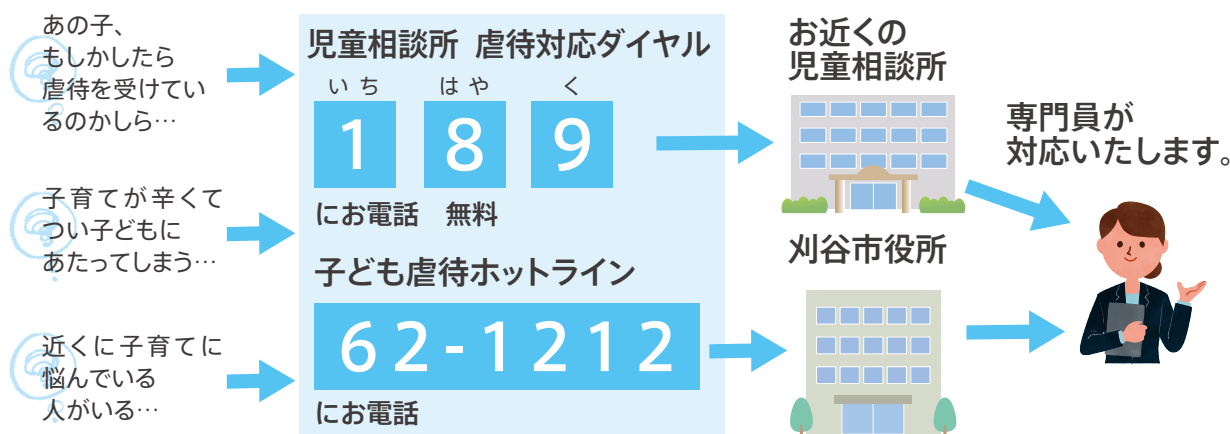 あの子、
もしかしたら
虐待を受けてい
るのかしら…
子育てが辛くて
つい子どもに
あたってしまう…
近くに子育てに
悩んでいる
人がいる…
児童相談所 虐待対応ダイヤル
いち はや く
1 8 9
にお電話 無料
子ども虐待ホットライン
62-1212
にお電話
お近くの
児童相談所
刈谷市役所
専門員が
対応いたします。